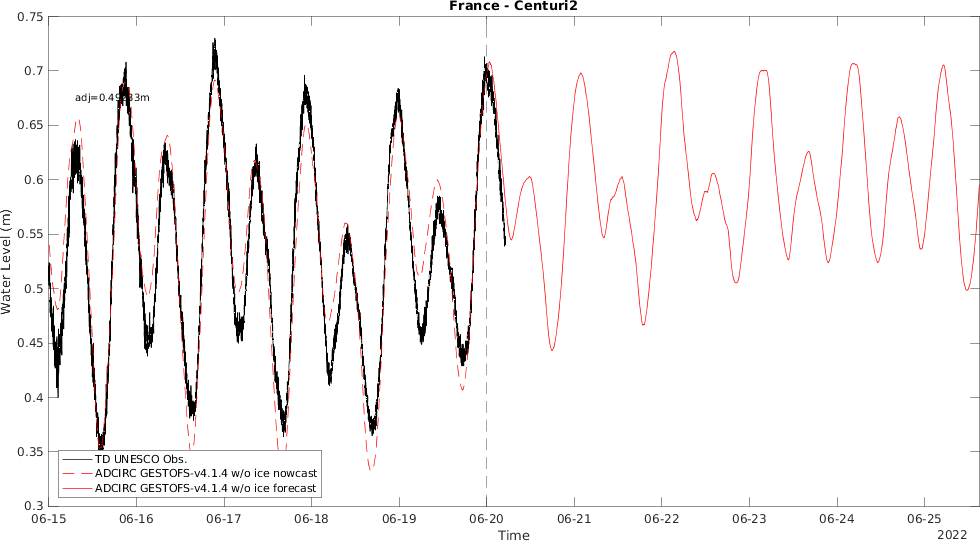 France - Centuri2
0.75
0.7
0.65
0.6
0.55
0.5
0.45
0.4
0.35
0.3
Water Level (m)
TD UNESCO Obs.
ADCIRC GESTOFS-v4.1.4 w/o ice nowcast
ADCIRC GESTOFS-v4.1.4 w/o ice forecast
06-15 06-16 06-17 06-18 06-19 06-20 06-21 06-22 06-23 06-24 06-25
Time
2022